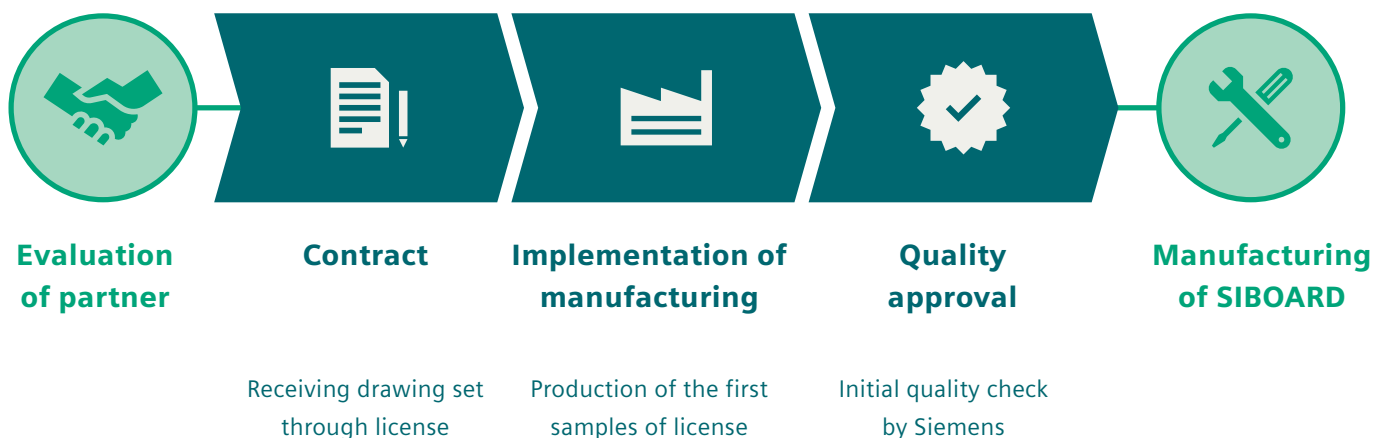 Evaluation
of partner
Contract
Implementation of
manufacturing
Quality
approval
Manufacturing
of SIBOARD
Receiving drawing set
through license
Production of the first
samples of license
Initial quality check
by Siemens